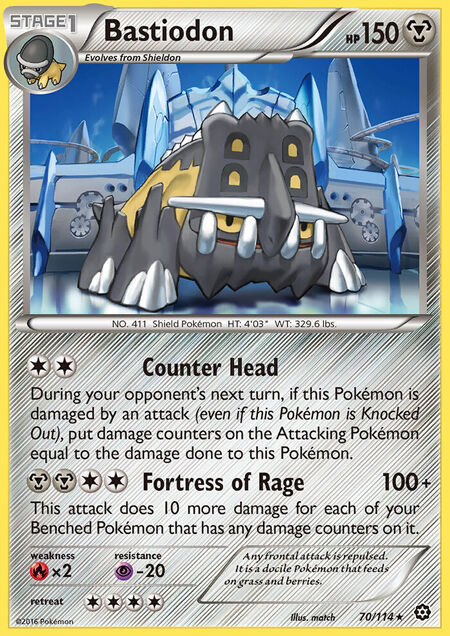 STAGE1
Bastiodon
HP150
Evolves from Shieldon
NO. 411 Shield Pokémon HT: 4'03" WT: 329.6 lbs.
Counter Head
During your opponent's next turn, if this Pokémon is
damaged by an attack (even if this Pokémon is Knocked
Out), put damage counters on the Attacking Pokémon
equal to the damage done to this Pokémon.
Fortress of Rage 100+
This attack does 10 more damage for each of your
Benched Pokémon that has any damage counters on it.
weakness
×2
resistance
-20
retreat
Any frontal attack is repulsed.
It is a docile Pokémon that feeds
on grass and berries.
©2016 Pokémon
Illus. match
70/114★